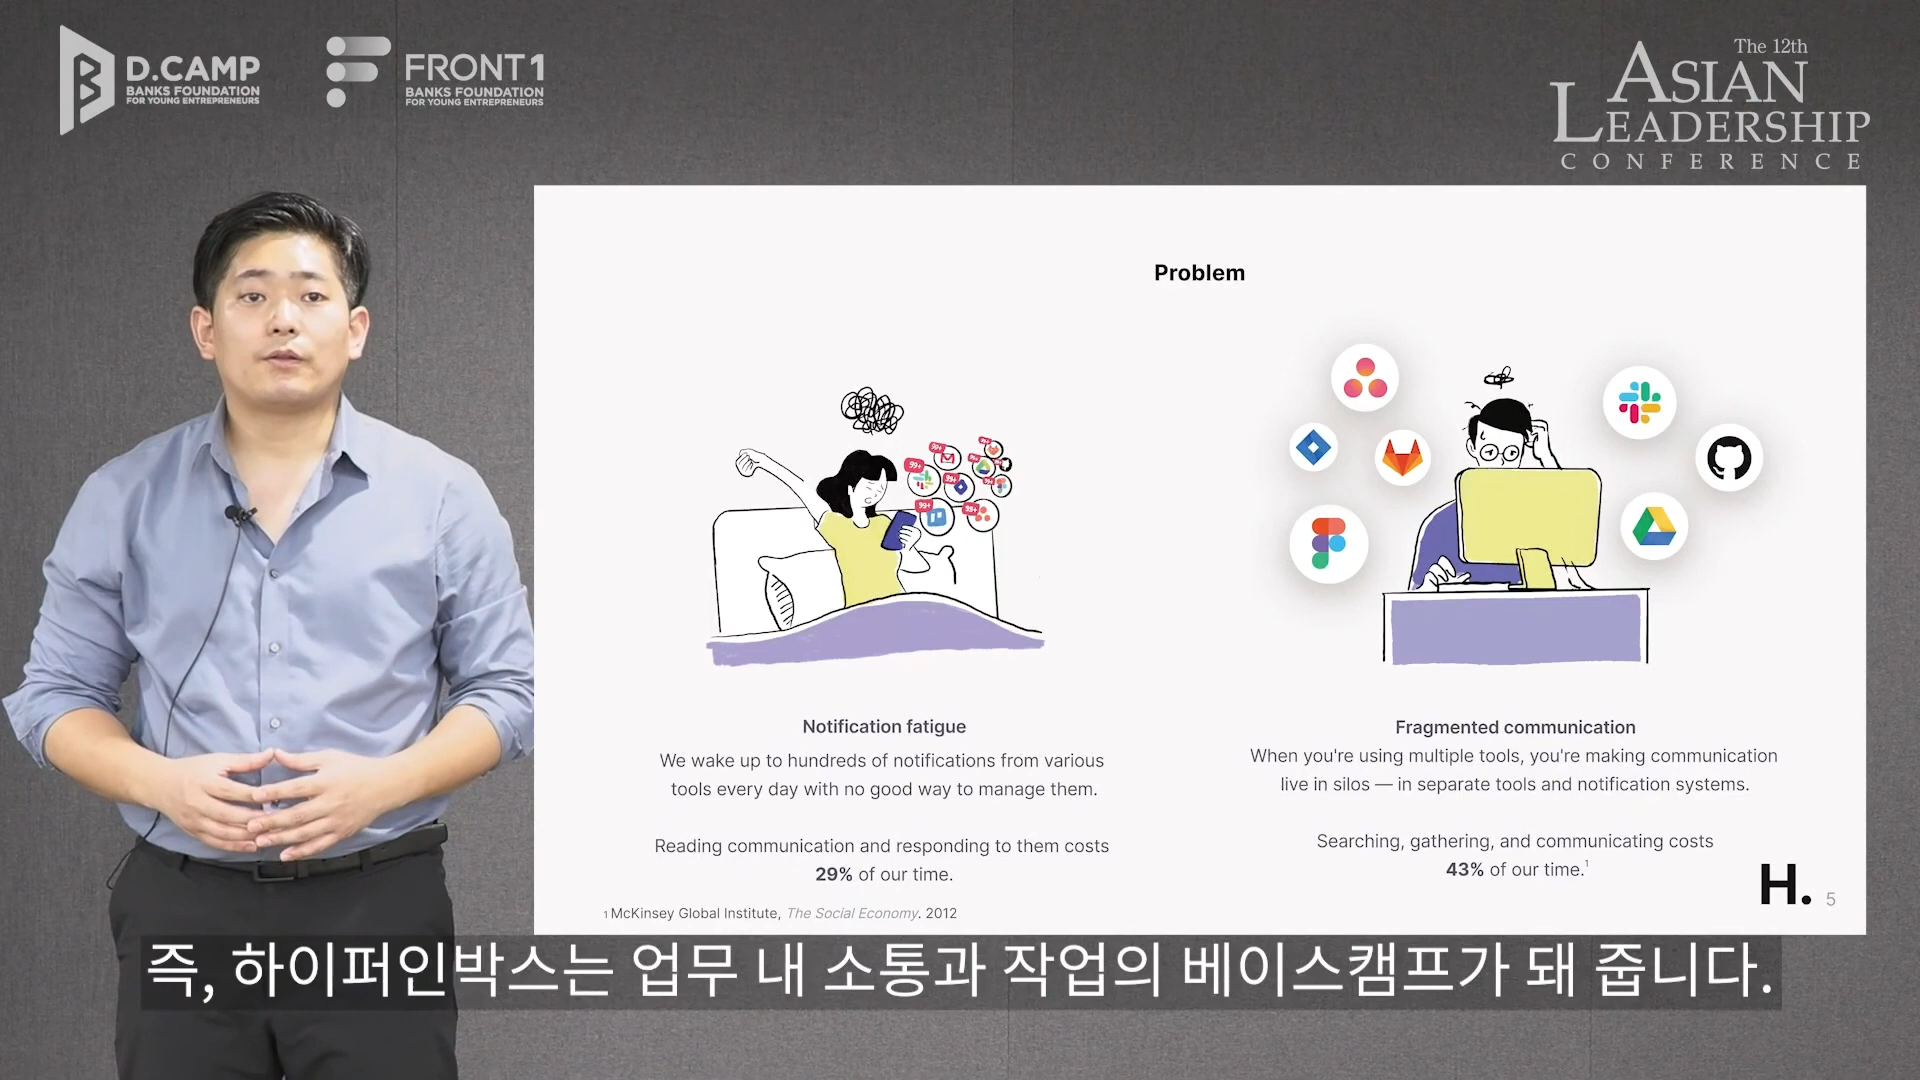 D.CAMP
BANKS FOUNDATION
FOR YOUNG ENTREPRENEURS
FRONT1
BANKS FOUNDATION
FOR YOUNG ENTREPRENEURS
The 12th
ASIAN
LEADERSHIP
CONFERENCE
Problem
99+
99+
99+
99+
Notification fatigue
We wake up to hundreds of notifications from various
tools every day with no good way to manage them.
Reading communication and responding to them costs
29% of our time.
Fragmented communication
When you're using multiple tools, you're making communication
live in silos — in separate tools and notification systems.
Searching, gathering, and communicating costs
43% of our time.¹
1 McKinsey Global Institute, The Social Economy. 2012
H.
5
즉, 하이퍼인박스는 업무 내 소통과 작업의 베이스캠프가 돼 줍니다.